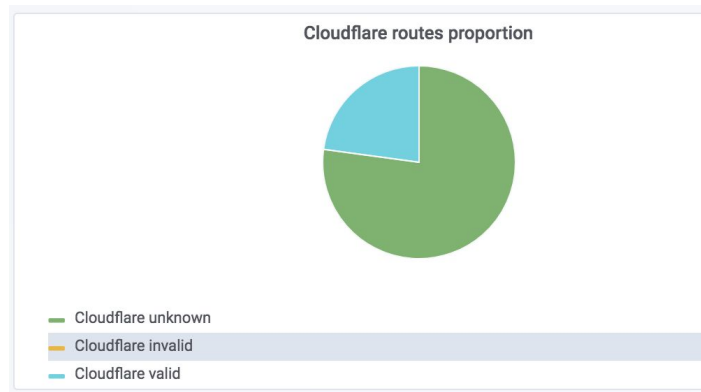 Cloudflare routes proportion
Cloudflare unknown
Cloudflare invalid
Cloudflare valid